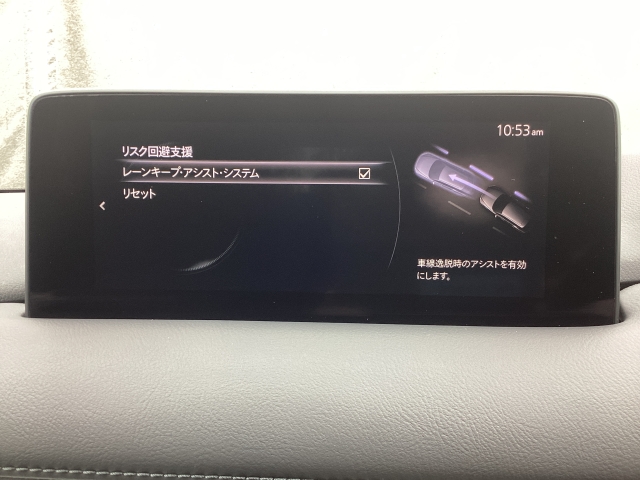 10:53am
リスク回避支援
レーンキープ・アシスト・システム
リセット
車線逸脱時のアシストを有効
にします。